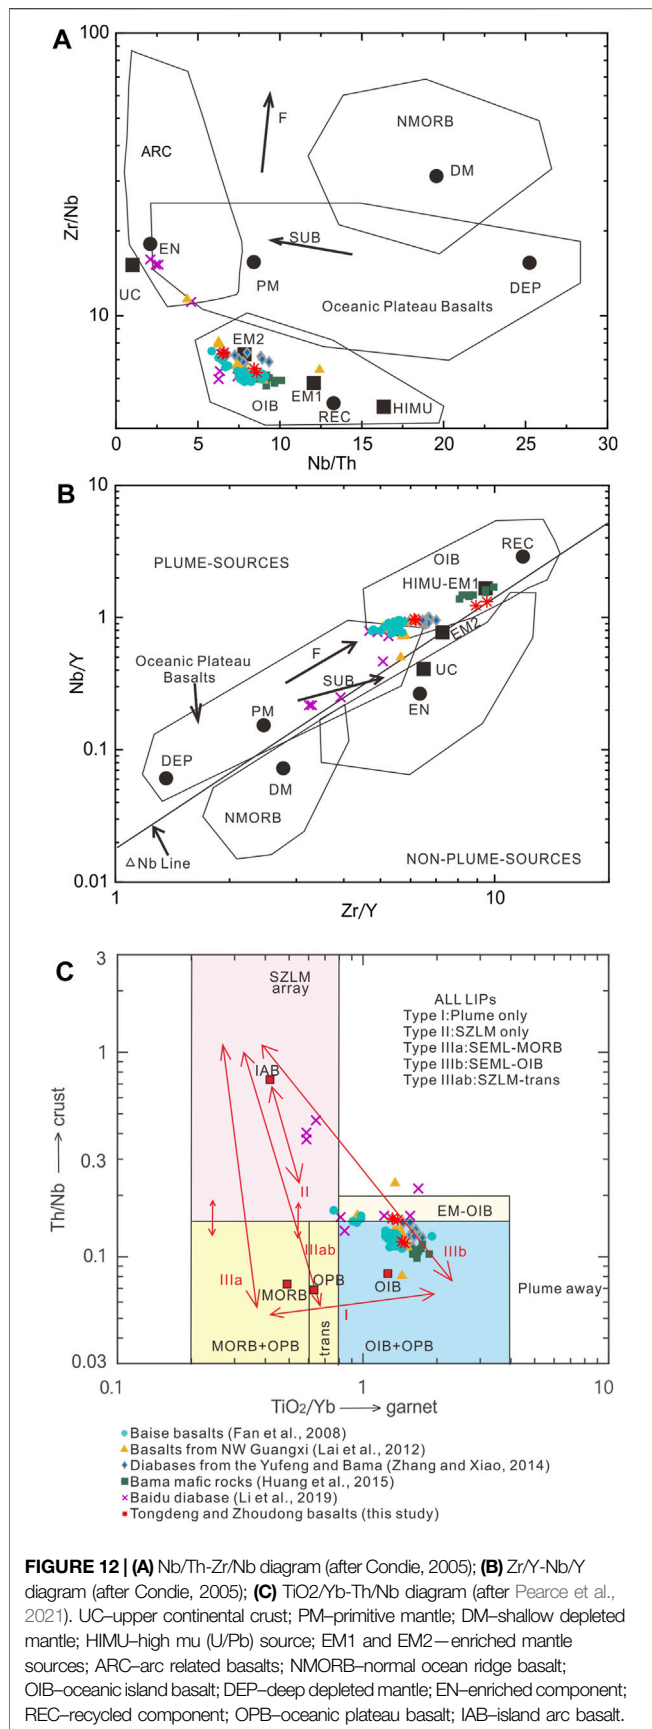 A
100
ARC
F
NMORB
DM
Zr/Nb
EN
SUB
UC
PM
DEP
Oceanic Plateau Basalts
10
EM2
EM1
OIB
REC
HIMU
0
5
10
15
20
25
30
Nb/Th
B
10
REC
OIB
PLUME-SOURCES
HIMU-EM1
1
EM2
Nb/Y
Oceanic Plateau
Basalts
F
UC
SUB
EN
PM
0.1
DEP
DM
NMORB
△Nb Line
NON-PLUME-SOURCES
0.01
1
Zr/Y
10
C
3
SZLM
array
ALL LIPs
Type I:Plume only
Type II:SZLM only
Type IIIa:SEML-MORB
Type IIIb:SEML-OIB
Type IIIab:SZLM-trans
1
IAB
Th/Nb → crust
0.3
II
EM-OIB
IIIab
IIIb
0.1
IIIa
OPB
MORB
OIB
Plume away
I
MORB+OPB
trans
OIB+OPB
0.03
0.1
1
10
TiO2/Yb → garnet
Baise basalts (Fan et al., 2008)
Basalts from NW Guangxi (Lai et al., 2012)
Diabases from the Yufeng and Bama (Zhang and Xiao, 2014)
Bama mafic rocks (Huang et al., 2015)
Baidu diabase (Li et al., 2019)
Tongdeng and Zhoudong basalts (this study)
FIGURE 12 | (A) Nb/Th-Zr/Nb diagram (after Condie, 2005); (B) Zr/Y-Nb/Y
diagram (after Condie, 2005); (C) TiO2/Yb-Th/Nb diagram (after Pearce et al.,
2021). UC–upper continental crust; PM–primitive mantle; DM–shallow depleted
mantle; HIMU–high mu (U/Pb) source; EM1 and EM2—enriched mantle
sources; ARC–arc related basalts; NMORB–normal ocean ridge basalt;
OIB–oceanic island basalt; DEP–deep depleted mantle; EN–enriched component;
REC–recycled component; OPB–oceanic plateau basalt; IAB–island arc basalt.